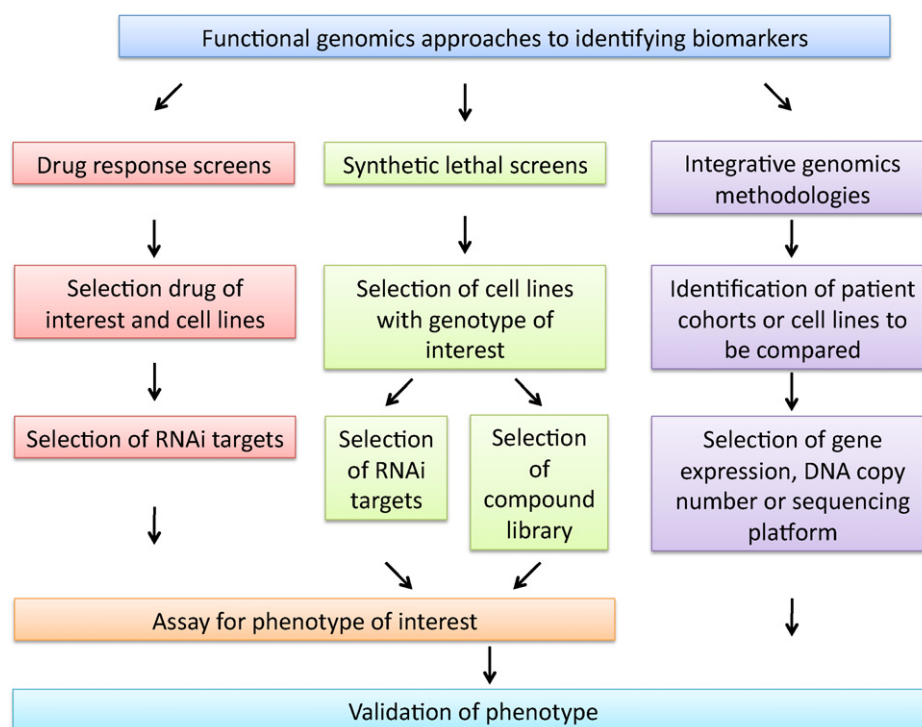 Functional genomics approaches to identifying biomarkers
Drug response screens
Synthetic lethal screens
Integrative genomics
methodologies
Selection drug of
interest and cell lines
Selection of cell lines
with genotype of
interest
Identification of patient
cohorts or cell lines to
be compared
Selection of RNAi targets
Selection
of RNAi
targets
Selection
of
compound
library
Selection of gene
expression, DNA copy
number or sequencing
platform
Assay for phenotype of interest
Validation of phenotype